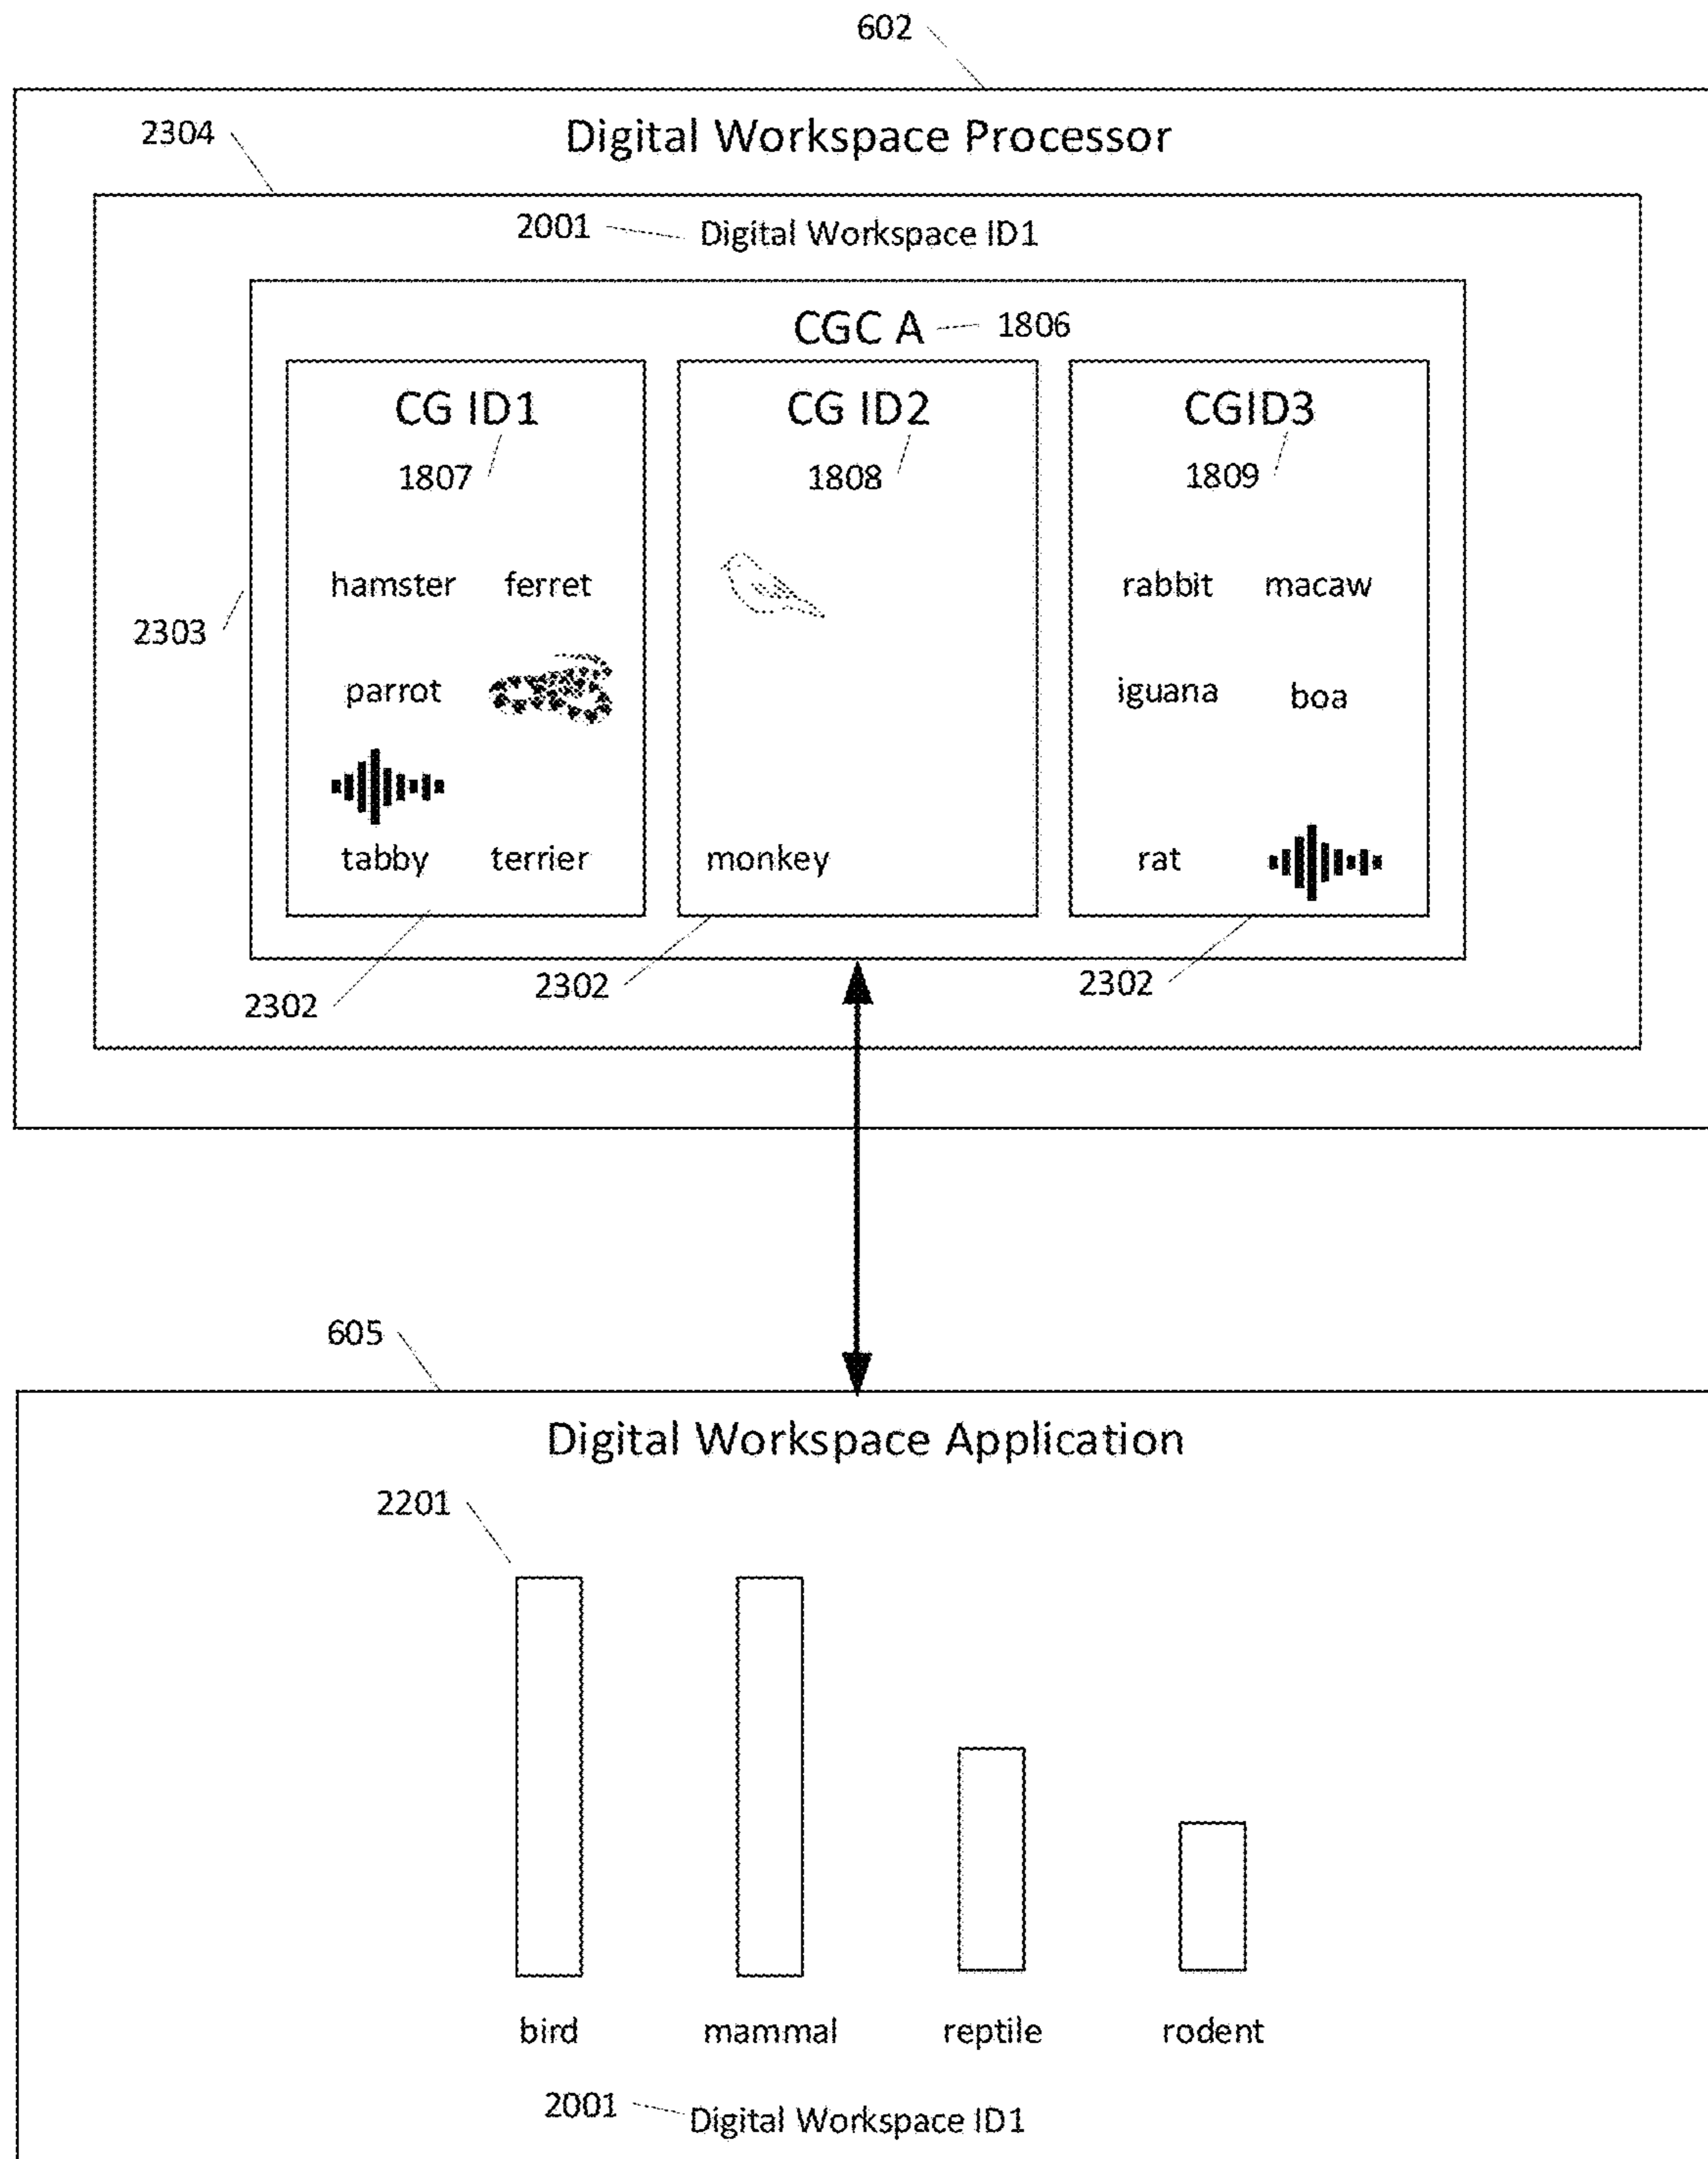 602
2304
Digital Workspace Processor
2001
Digital Workspace ID1
CGC A
1806
CG ID1
CG ID2
CGID3
1807
1808
1809
hamster ferret
rabbit macaw
2303
parrot
iguana boa
tabby terrier
monkey
rat
2302
2302
2302
605
Digital Workspace Application
2201
bird mammal reptile rodent
2001
Digital Workspace ID1